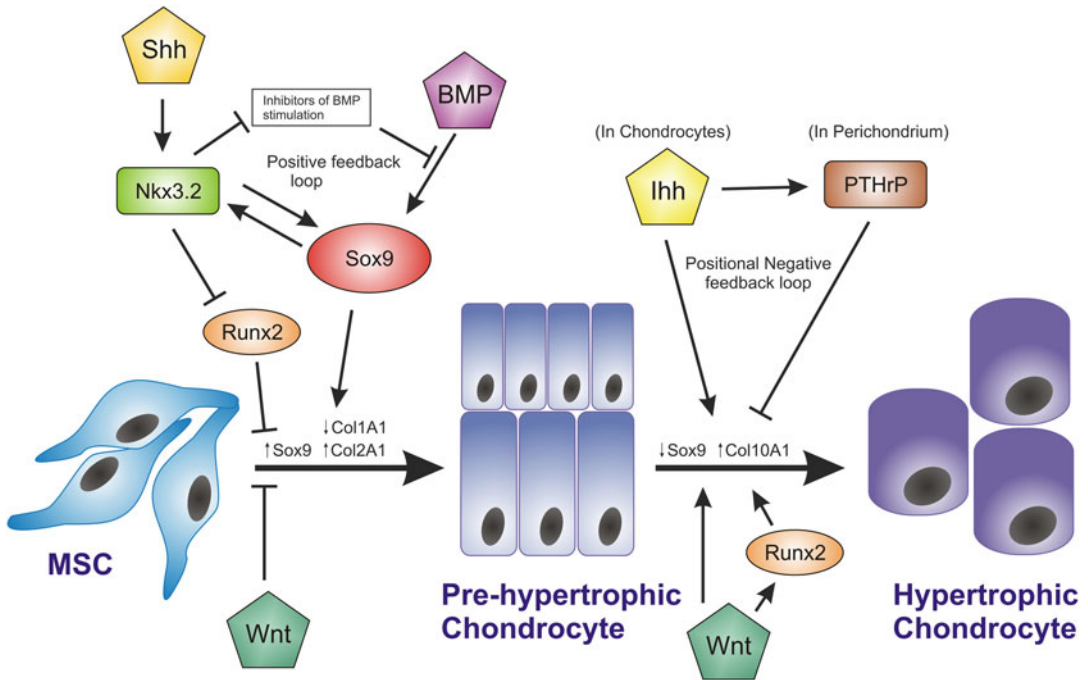 Shh
BMP
Inhibitors of BMP
stimulation
Nkx3.2
Positive feedback
loop
Sox9
Runx2
↓Col1A1
↑Sox9 ↑Col2A1
MSC
Wnt
(In Chondrocytes)
(In Perichondrium)
Ihh
PTHrP
Positional Negative
feedback loop
↓Sox9 ↑Col10A1
Runx2
Wnt
Pre-hypertrophic
Chondrocyte
Hypertrophic
Chondrocyte